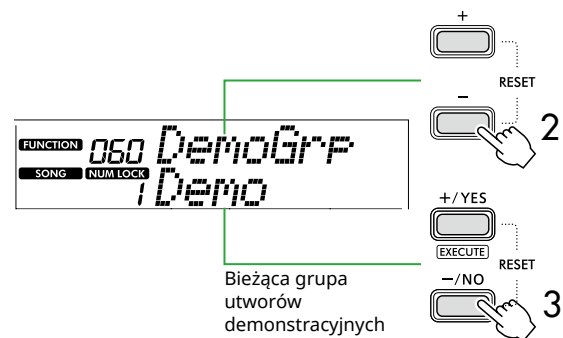 +
RESET
−
2
FUNCTION 060 DemoGrp
SONG NUM LOCK
1 Demo
+/YES
EXECUTE
RESET
−/NO
3
Bieżąca grupa
utworów
demonstracyjnych